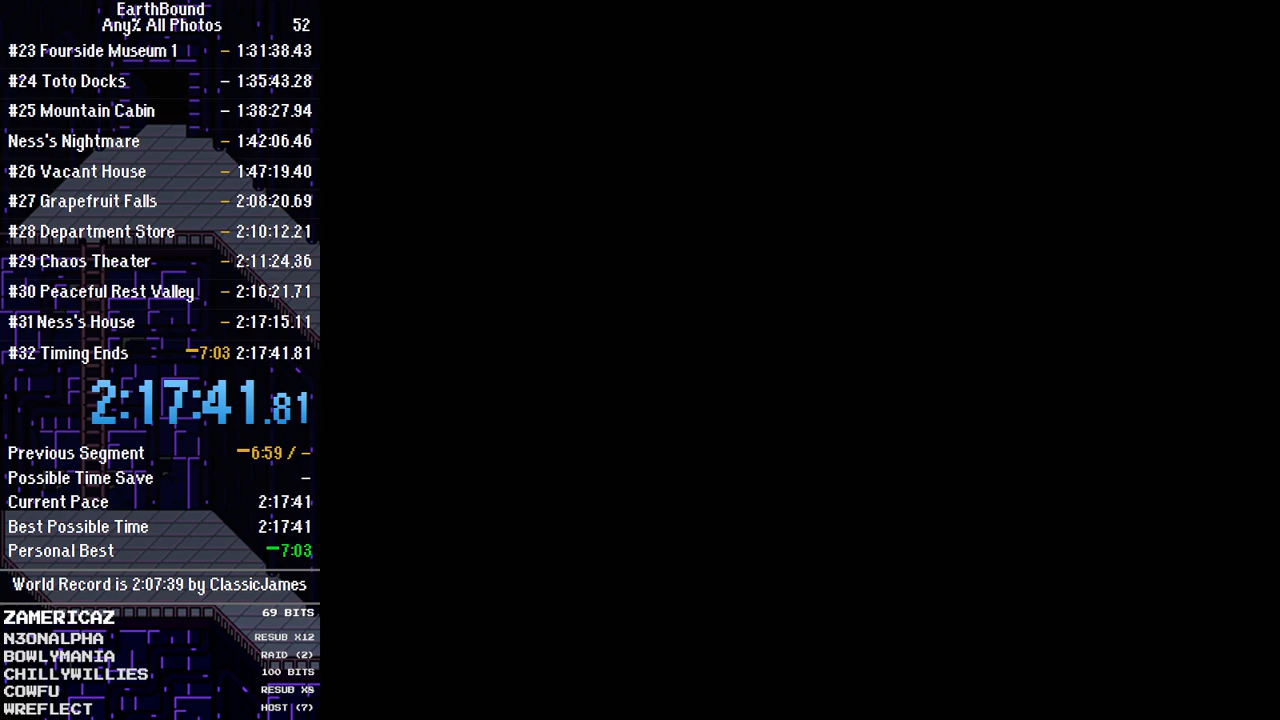 EarthBound
Any% All Photos 52
#23 Fourside Museum 1 – 1:31:38.43
#24 Toto Docks – 1:35:43.28
#25 Mountain Cabin – 1:38:27.94
Ness's Nightmare – 1:42:06.46
#26 Vacant House – 1:47:19.40
#27 Grapefruit Falls – 2:08:20.69
#28 Department Store – 2:10:12.21
#29 Chaos Theater – 2:11:24.36
#30 Peaceful Rest Valley – 2:16:21.71
#31 Ness's House – 2:17:15.11
#32 Timing Ends −7:03 2:17:41.81
2:17:41.81
Previous Segment −6:59 / –
Possible Time Save –
Current Pace 2:17:41
Best Possible Time 2:17:41
Personal Best −7:03
World Record is 2:07:39 by ClassicJames
ZAMERICAZ 69 BITS
N3ONALPHA RESUB X12
BOWLYMANIA RAID (2)
CHILLYWILLIES 100 BITS
COWFU RESUB X8
WREFLECT HOST (7)